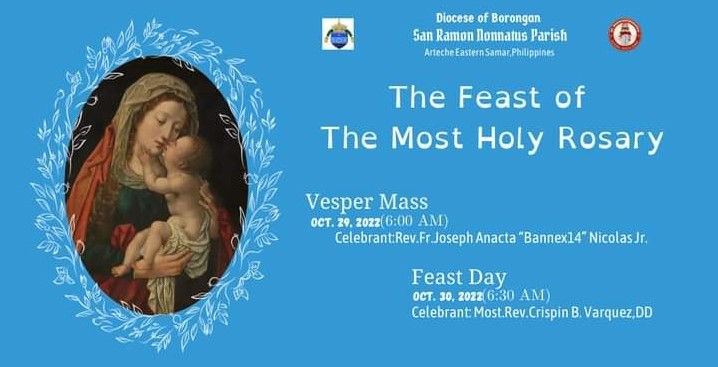 Diocese of Borongan
San Ramon Nonnatus Parish
Arteche Eastern Samar,Philippines
The Feast of
The Most Holy Rosary
Vesper Mass
OCT. 29, 2022(6:00 AM)
Celebrant:Rev.Fr.Joseph Anacta "Bannex14" Nicolas Jr.
Feast Day
OCT. 30, 2022(6:30 AM)
Celebrant: Most.Rev.Crispin B. Varquez,DD